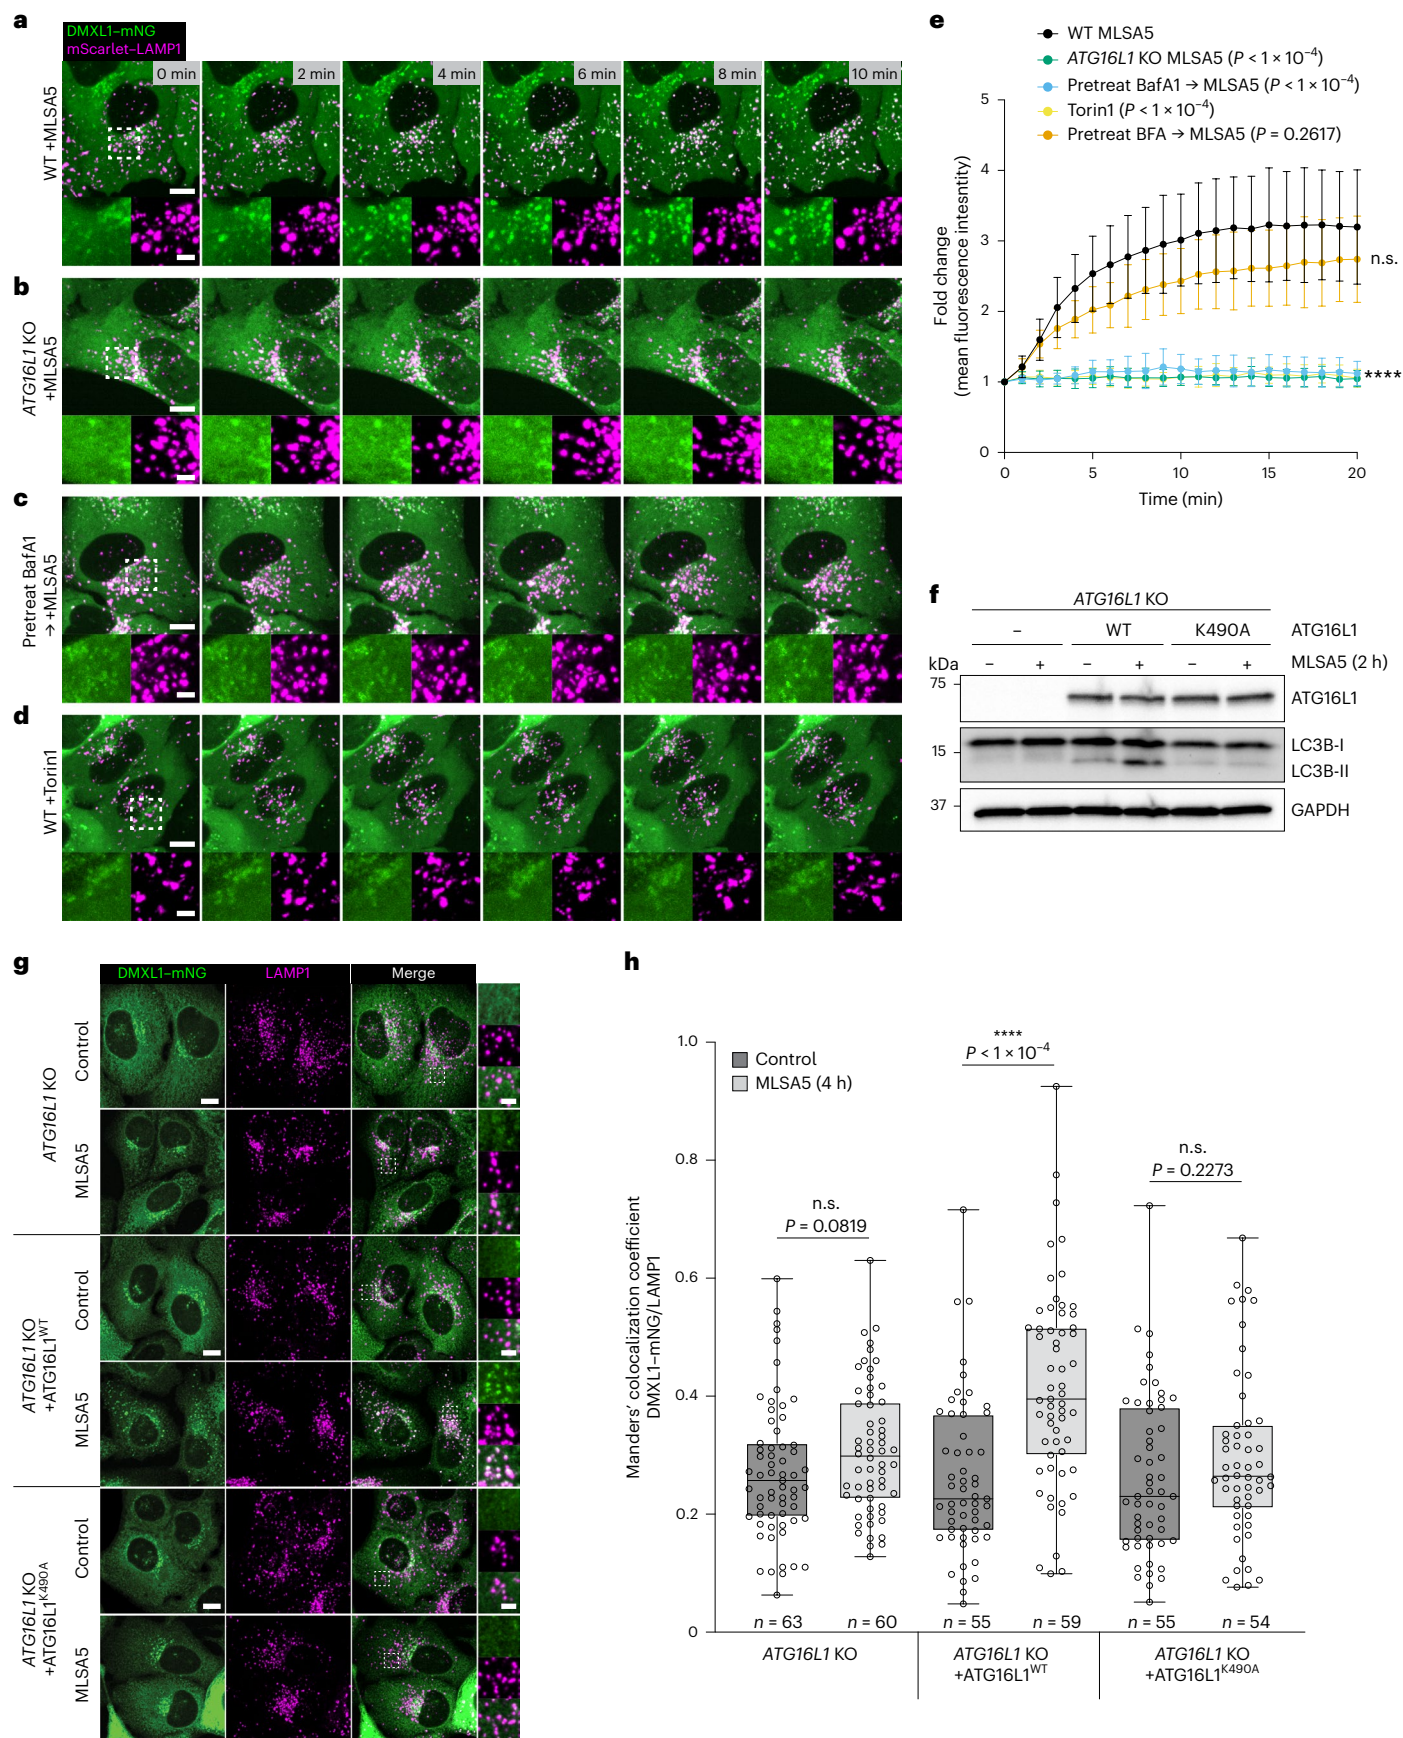 a
DMXL1–mNG
mScarlet–LAMP1
0 min
2 min
4 min
6 min
8 min
10 min
WT +MLSA5
b
ATG16L1 KO
+MLSA5
c
Pretreat BafA1
→ +MLSA5
d
WT +Torin1
e
WT MLSA5
ATG16L1 KO MLSA5 (P < 1 × 10⁻⁴)
Pretreat BafA1 → MLSA5 (P < 1 × 10⁻⁴)
Torin1 (P < 1 × 10⁻⁴)
Pretreat BFA → MLSA5 (P = 0.2617)
Fold change
(mean fluorescence intestntity)
5
4
3
2
1
0
n.s.
****
0
5
10
15
20
Time (min)
f
ATG16L1 KO
–
WT
K490A
ATG16L1
kDa
–
+
–
+
–
+
MLSA5 (2 h)
75
ATG16L1
15
LC3B-I
LC3B-II
37
GAPDH
g
DMXL1–mNG
LAMP1
Merge
ATG16L1 KO
Control
MLSA5
ATG16L1 KO
+ATG16L1ᵂᵀ
Control
MLSA5
ATG16L1 KO
+ATG16L1ᴷ⁴⁹⁰ᴬ
Control
MLSA5
h
Manders’ colocalization coefficient
DMXL1–mNG/LAMP1
1.0
0.8
0.6
0.4
0.2
0
Control
MLSA5 (4 h)
n.s.
P = 0.0819
****
P < 1 × 10⁻⁴
n.s.
P = 0.2273
n = 63
n = 60
n = 55
n = 59
n = 55
n = 54
ATG16L1 KO
ATG16L1 KO
+ATG16L1ᵂᵀ
ATG16L1 KO
+ATG16L1ᴷ⁴⁹⁰ᴬ